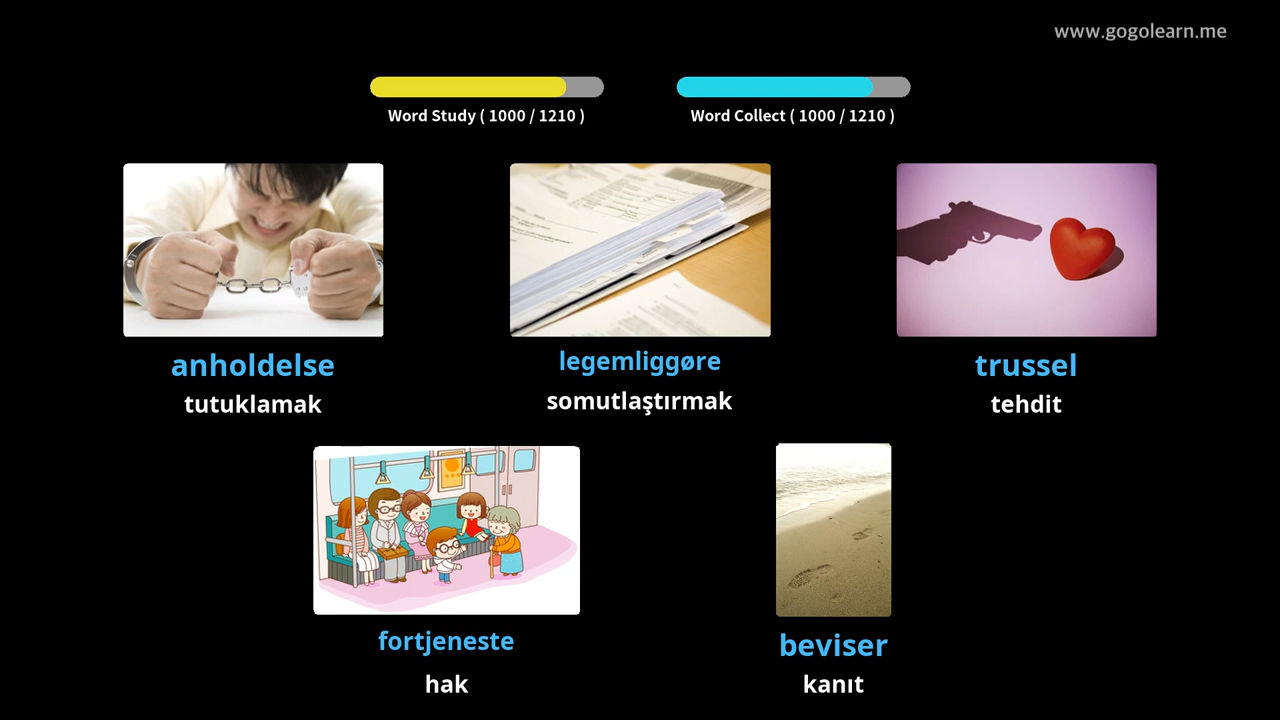 www.gogolearn.me
Word Study ( 1000 / 1210 )
Word Collect ( 1000 / 1210 )
anholdelse
tutuklamak
legemliggøre
somutlaştırmak
trussel
tehdit
fortjeneste
hak
beviser
kanıt